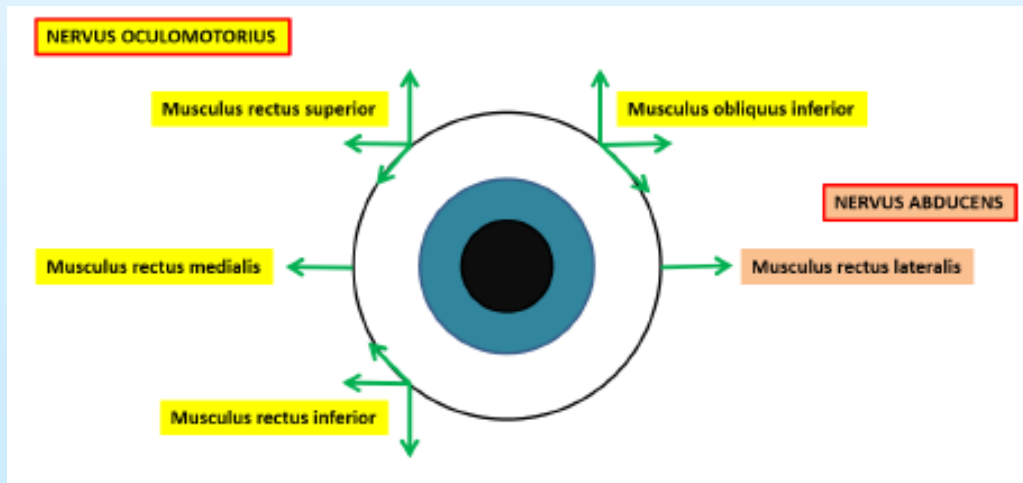 NERVUS OCULOMOTORIUS
Musculus rectus superior
Musculus obliquus inferior
NERVUS ABDUCENS
Musculus rectus medialis
Musculus rectus lateralis
Musculus rectus inferior